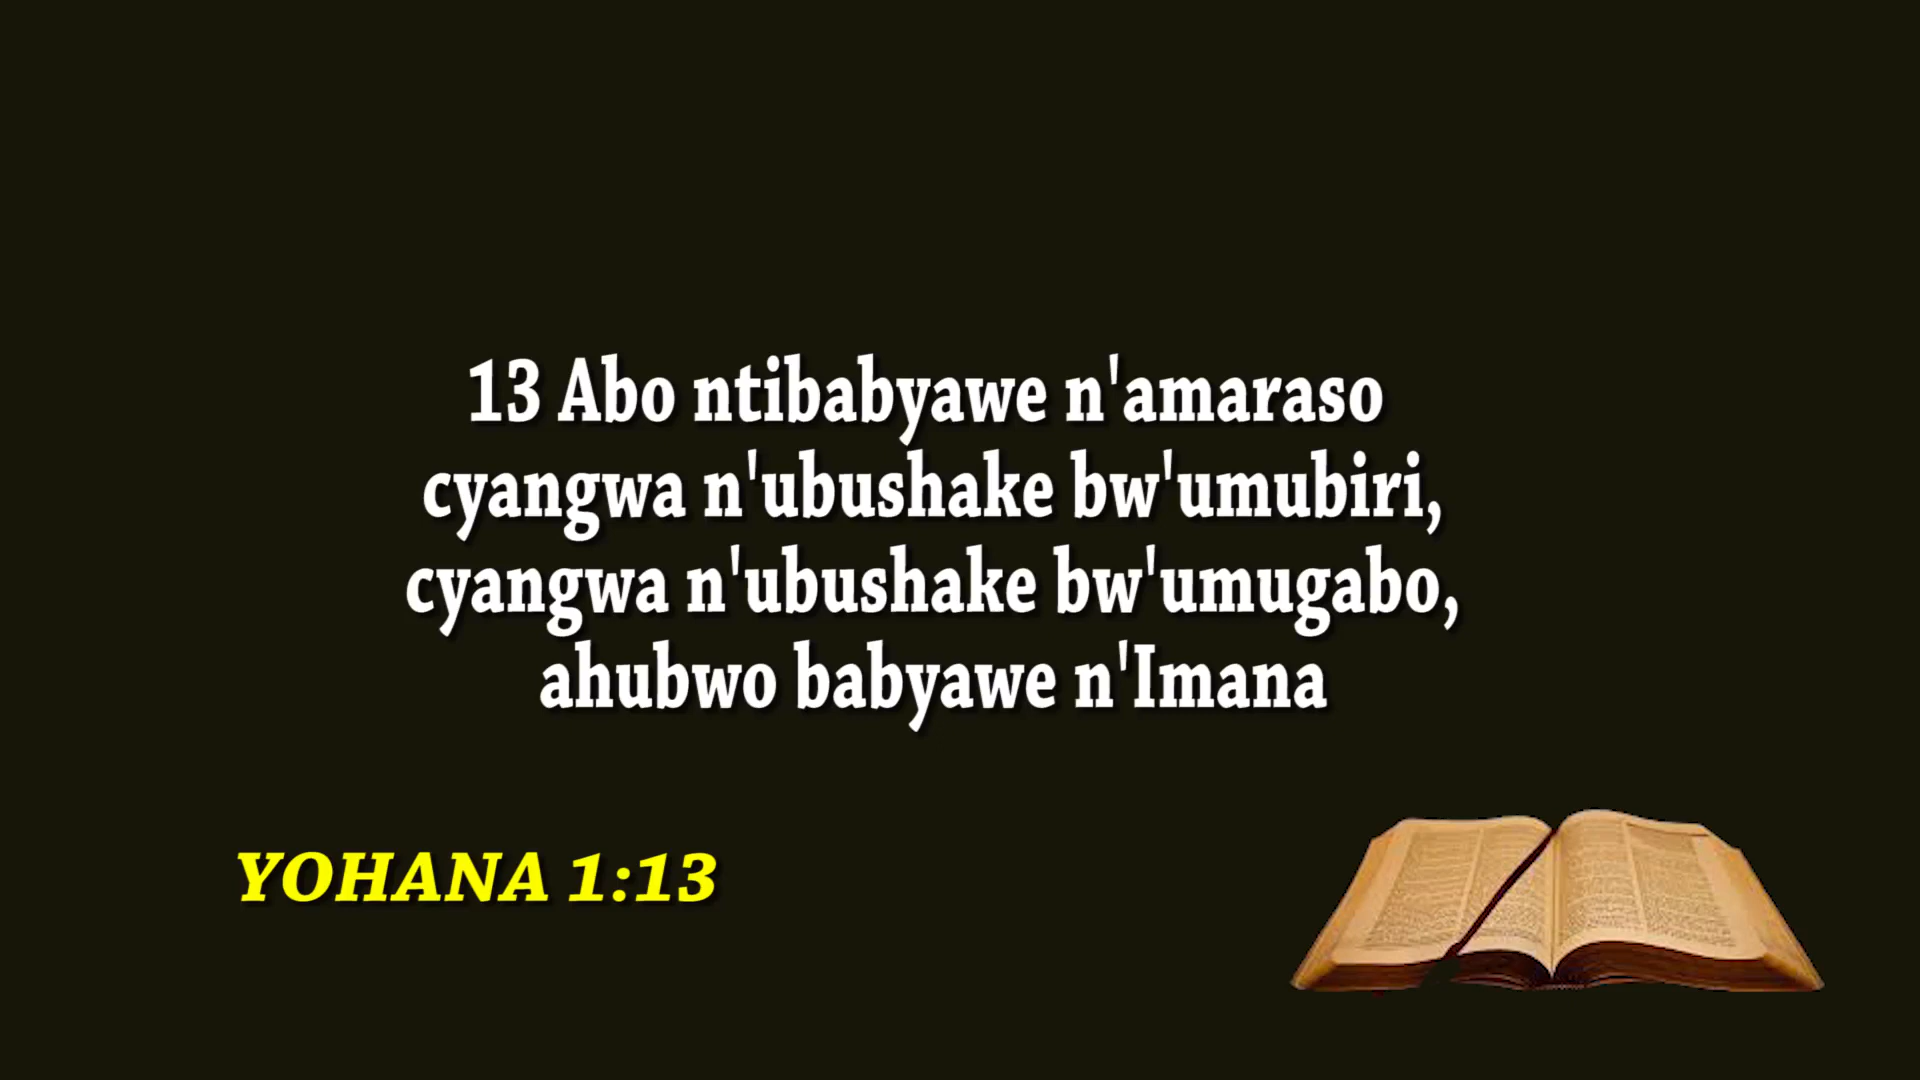 13 Abo ntibabyawe n'amaraso
cyangwa n'ubushake bw'umubiri,
cyangwa n'ubushake bw'umugabo,
ahubwo babyawe n'Imana
YOHANA 1:13